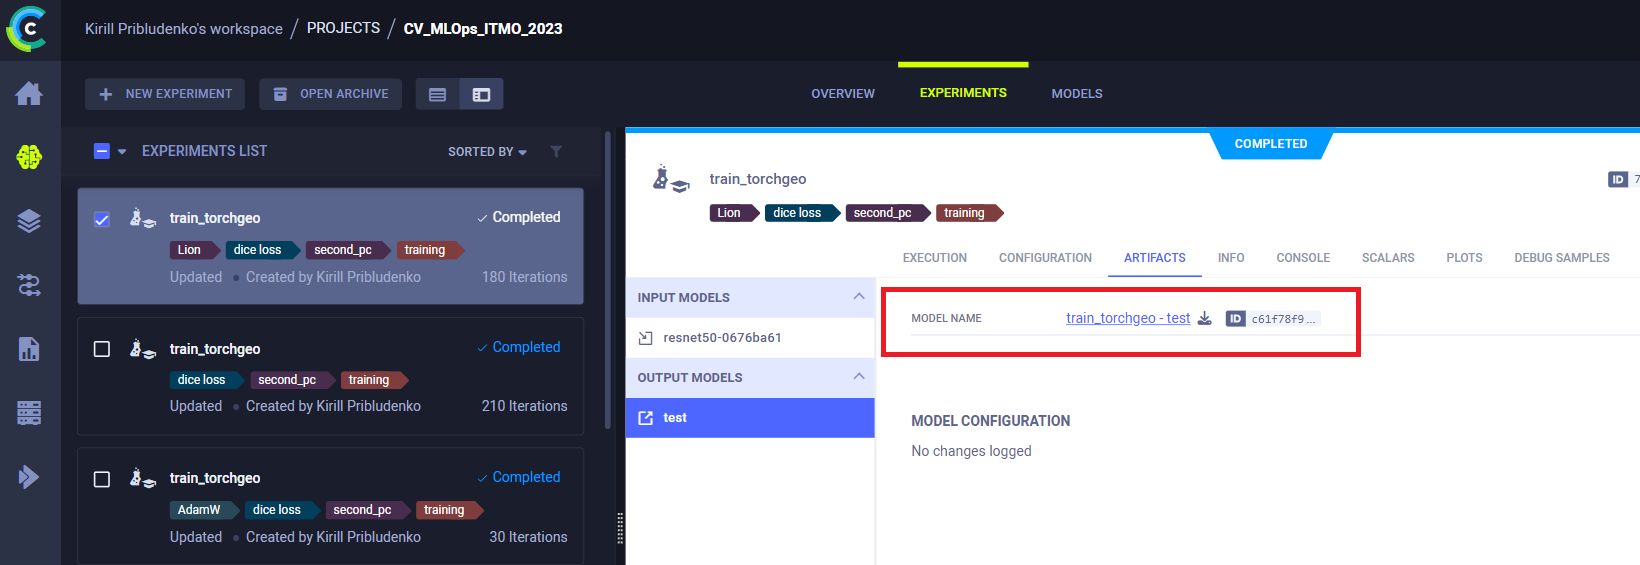 Kirill Pribludenko's workspace / PROJECTS / CV_MLOps_ITMO_2023
NEW EXPERIMENT OPEN ARCHIVE
OVERVIEW EXPERIMENTS MODELS
EXPERIMENTS LIST SORTED BY
train_torchgeo Completed
Lion dice loss second_pc training
Updated Created by Kirill Pribludenko 180 Iterations
train_torchgeo Completed
dice loss second_pc training
Updated Created by Kirill Pribludenko 210 Iterations
train_torchgeo Completed
AdamW dice loss second_pc training
Updated Created by Kirill Pribludenko 30 Iterations
COMPLETED
train_torchgeo ID 7
Lion dice loss second_pc training
EXECUTION CONFIGURATION ARTIFACTS INFO CONSOLE SCALARS PLOTS DEBUG SAMPLES
INPUT MODELS
resnet50-0676ba61
OUTPUT MODELS
test
MODEL NAME train_torchgeo - test ID c61f78f9 ...
MODEL CONFIGURATION
No changes logged